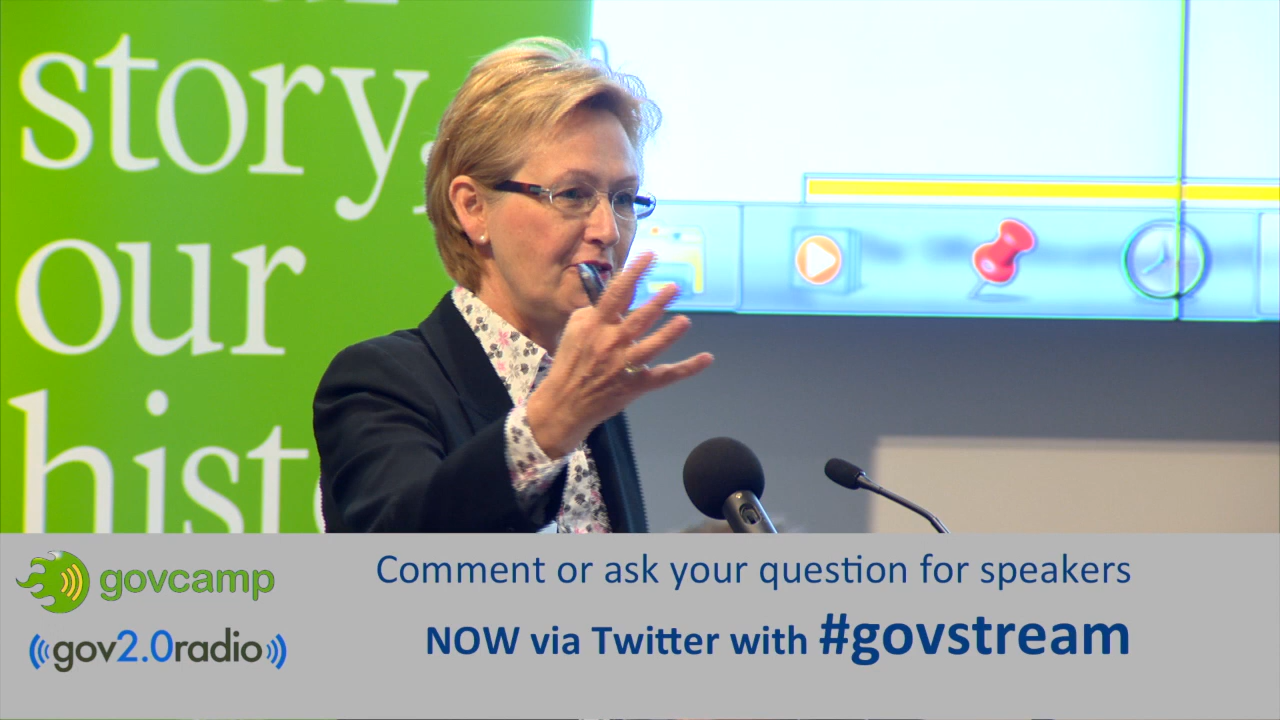 story,
our
hist
govcamp
gov2.0radio
Comment or ask your question for speakers
NOW via Twitter with #govstream